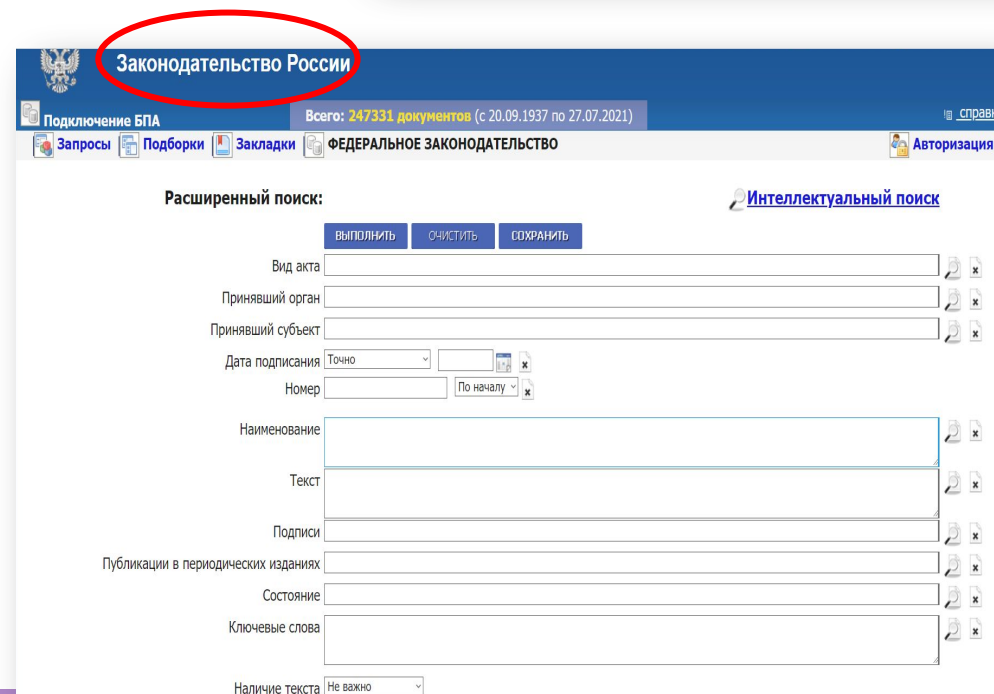 Законодательство России
Подключение БПА
Всего: 247331 документов (с 20.09.1937 по 27.07.2021)
Запросы Подборки Закладки ФЕДЕРАЛЬНОЕ ЗАКОНОДАТЕЛЬСТВО Авторизация
Расширенный поиск: Интеллектуальный поиск
ВЫПОЛНИТЬ ОЧИСТИТЬ СОХРАНИТЬ
Вид акта
Принявший орган
Принявший субъект
Дата подписания Точно
Номер По началу
Наименование
Текст
Подписи
Публикации в периодических изданиях
Состояние
Ключевые слова
Наличие текста Не важно